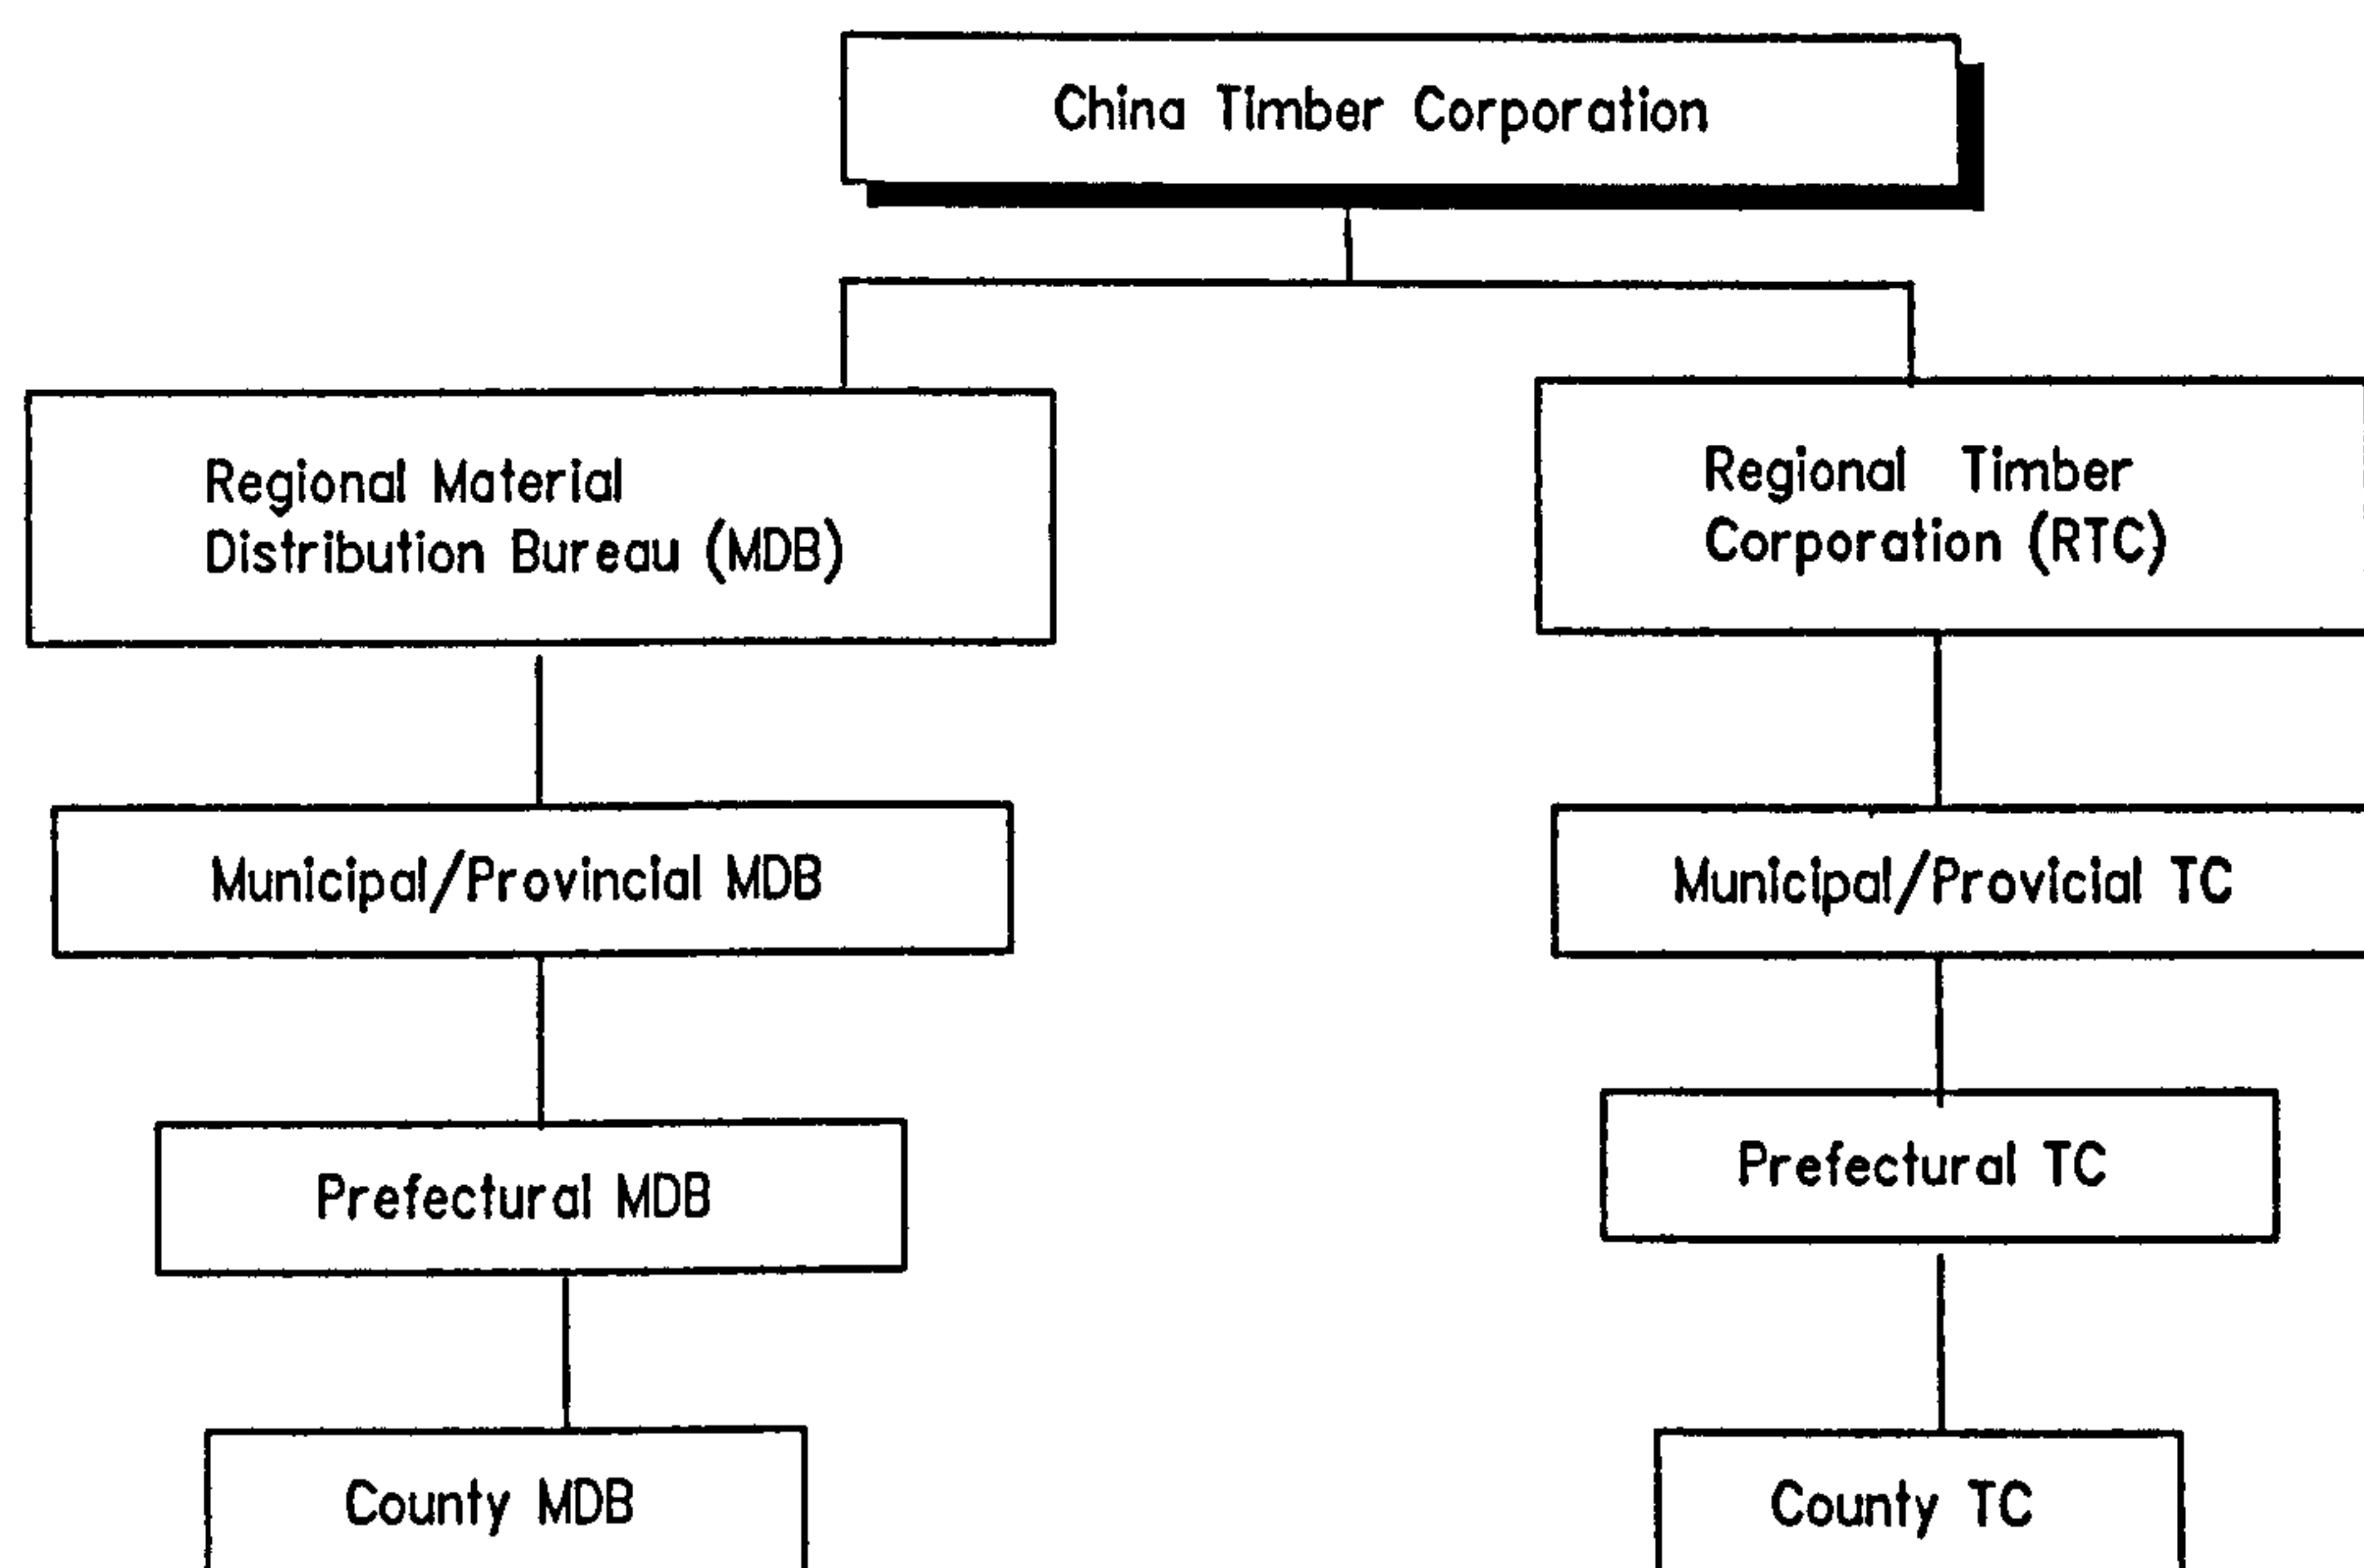 China Timber Corporation
Regional Material
Distribution Bureau (MDB)
Regional Timber
Corporation (RTC)
Municipal/Provincial MDB
Municipal/Provicial TC
Prefectural MDB
Prefectural TC
County MDB
County TC